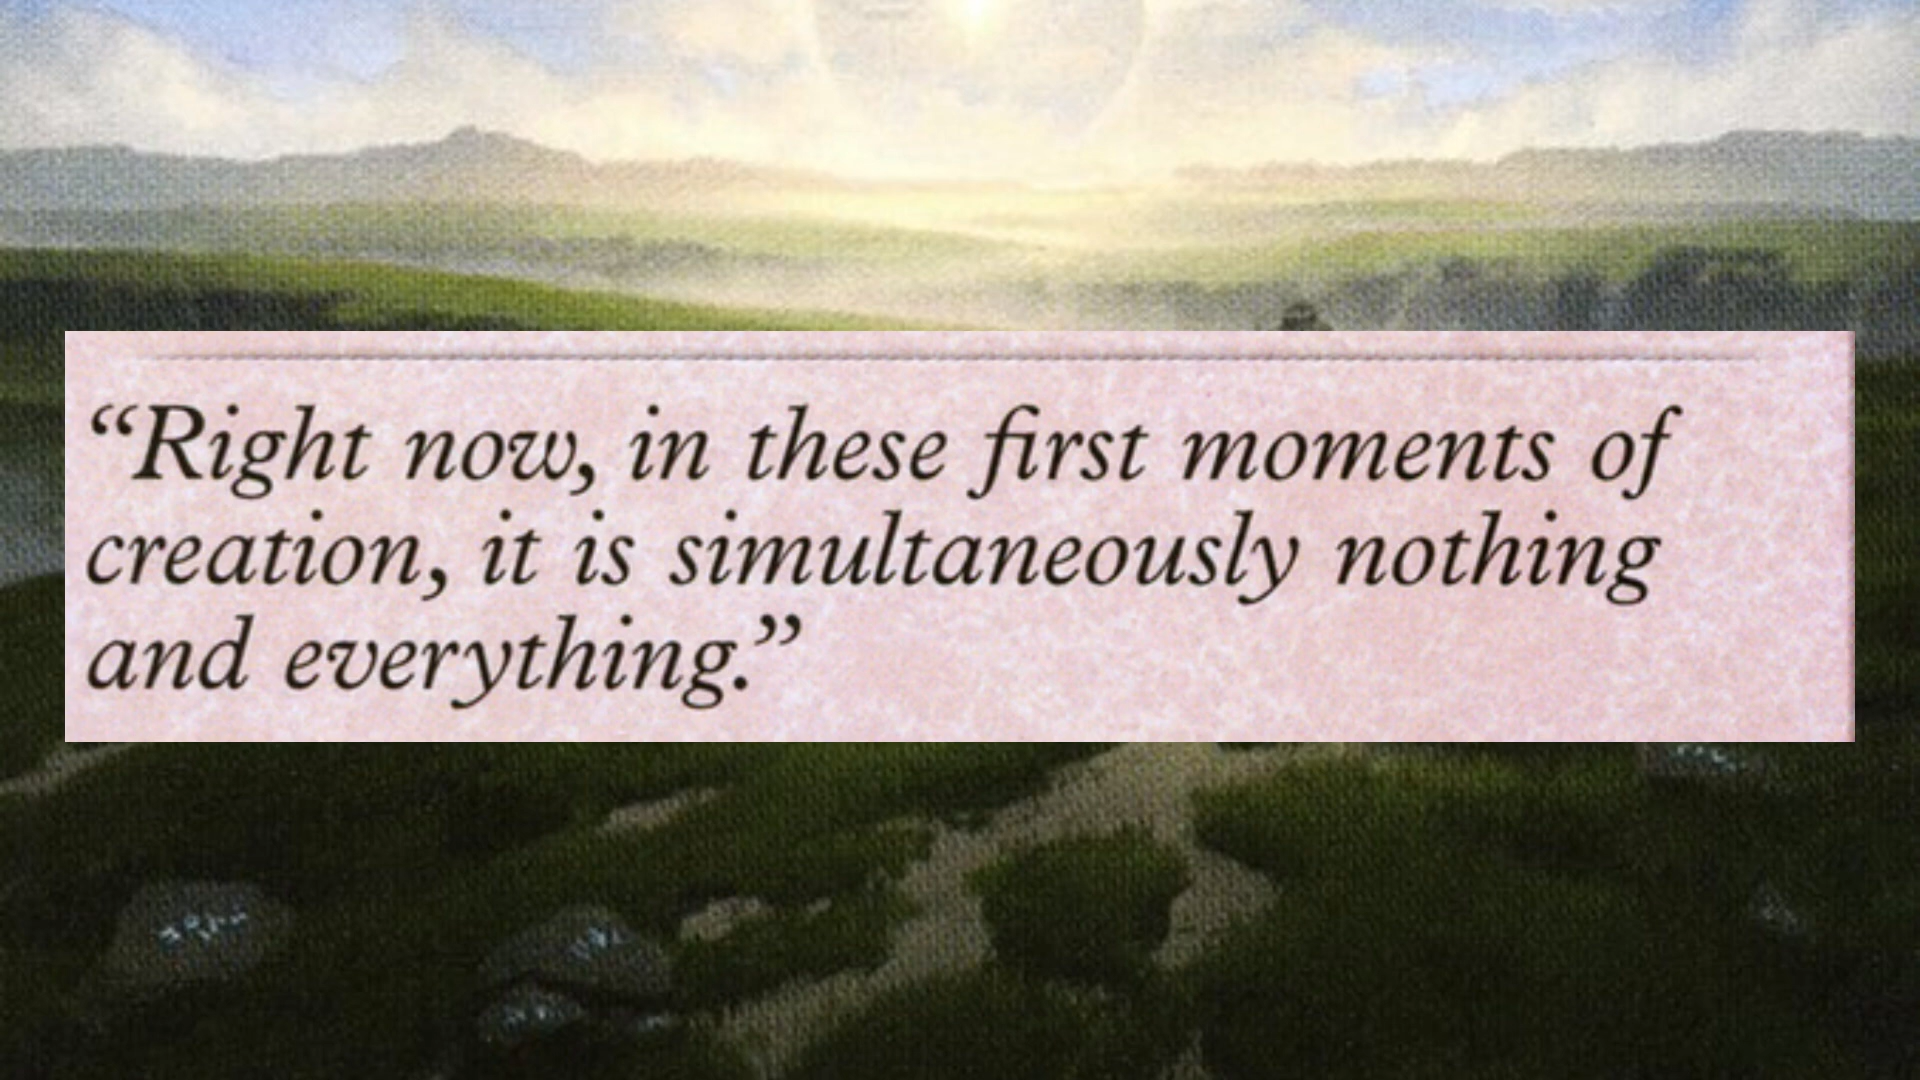 “Right now, in these first moments of
creation, it is simultaneously nothing
and everything.”